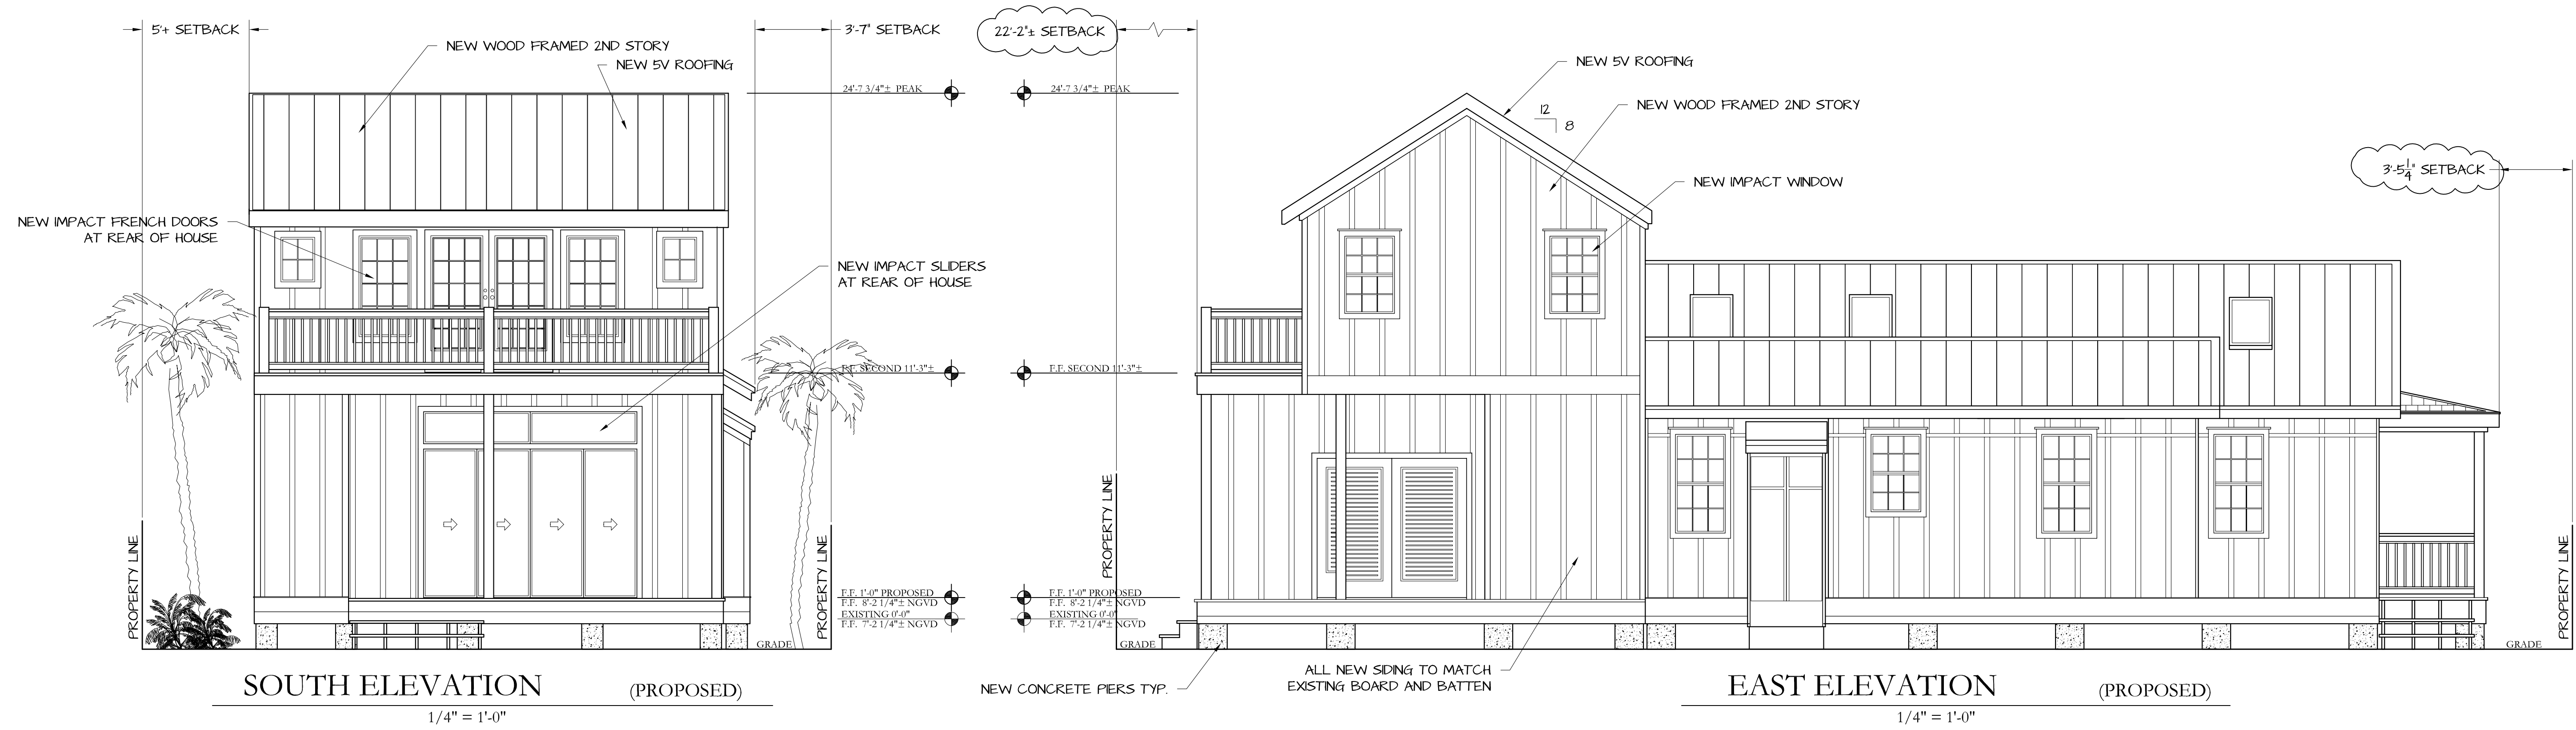 5'± SETBACK
3'-7" SETBACK
NEW WOOD FRAMED 2ND STORY
NEW 5V ROOFING
24'-7 3/4"± PEAK
NEW IMPACT FRENCH DOORS
AT REAR OF HOUSE
NEW IMPACT SLIDERS
AT REAR OF HOUSE
F.F. SECOND 11'-3"±
PROPERTY LINE
PROPERTY LINE
F.F. 1'-0" PROPOSED
F.F. 8'-2 1/4"± NGVD
EXISTING 0'-0"
F.F. 7'-2 1/4"± NGVD
GRADE
SOUTH ELEVATION (PROPOSED)
1/4" = 1'-0"
22'-2"± SETBACK
NEW 5V ROOFING
24'-7 3/4"± PEAK
NEW WOOD FRAMED 2ND STORY
12
8
3'-5 1/4" SETBACK
NEW IMPACT WINDOW
F.F. SECOND 11'-3"±
PROPERTY LINE
PROPERTY LINE
F.F. 1'-0" PROPOSED
F.F. 8'-2 1/4"± NGVD
EXISTING 0'-0"
F.F. 7'-2 1/4"± NGVD
GRADE
GRADE
ALL NEW SIDING TO MATCH
EXISTING BOARD AND BATTEN
NEW CONCRETE PIERS TYP.
EAST ELEVATION (PROPOSED)
1/4" = 1'-0"